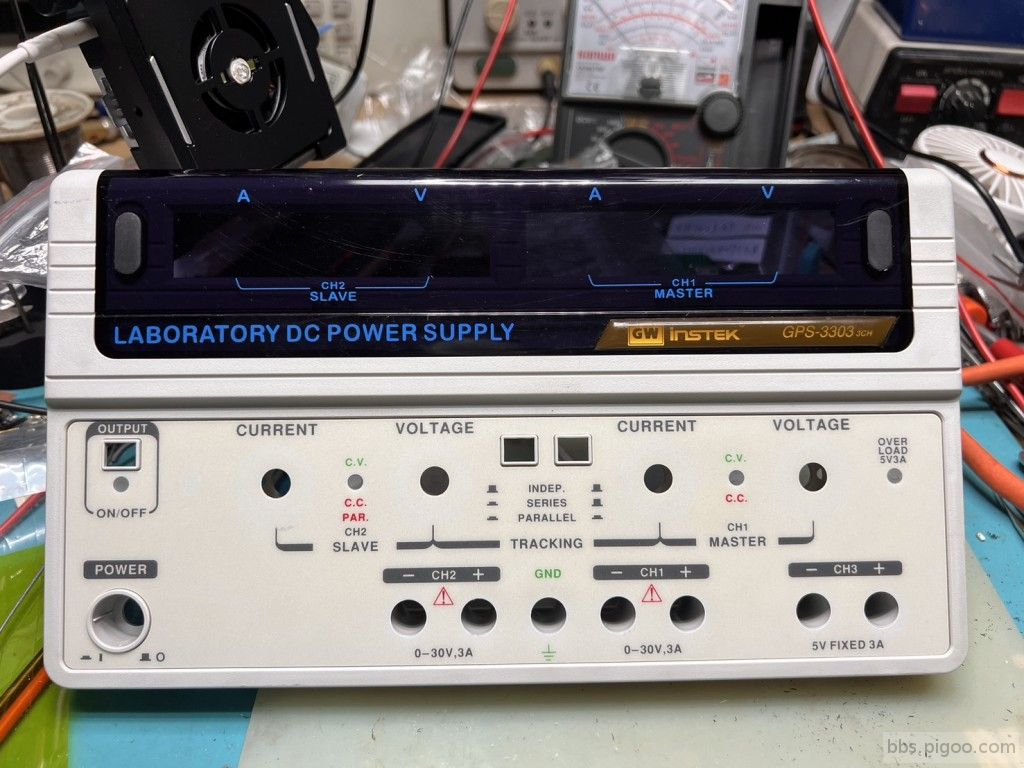 A V A V
CH2 CH1
SLAVE MASTER
LABORATORY DC POWER SUPPLY GW INSTEK GPS-3303 3CH
OUTPUT CURRENT VOLTAGE CURRENT VOLTAGE
OVER
LOAD
5V3A
C.V. C.V.
C.C. C.C.
PAR.
INDEP.
SERIES
PARALLEL
ON/OFF
CH2 CH1
SLAVE TRACKING MASTER
POWER
– CH2 + GND – CH1 + – CH3 +
I O
0–30V,3A 0–30V,3A 5V FIXED 3A
bbs.pigoo.com